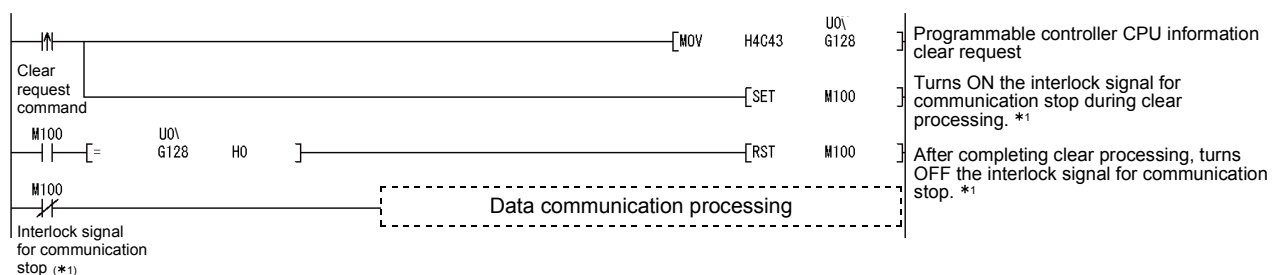 U0\
MOV H4C43 G128
Programmable controller CPU information
clear request
Clear
request
command
SET M100
Turns ON the interlock signal for
communication stop during clear
processing. *1
M100 U0\
= G128 H0
RST M100
After completing clear processing, turns
OFF the interlock signal for communication
stop. *1
M100
Data communication processing
Interlock signal
for communication
stop (*1)